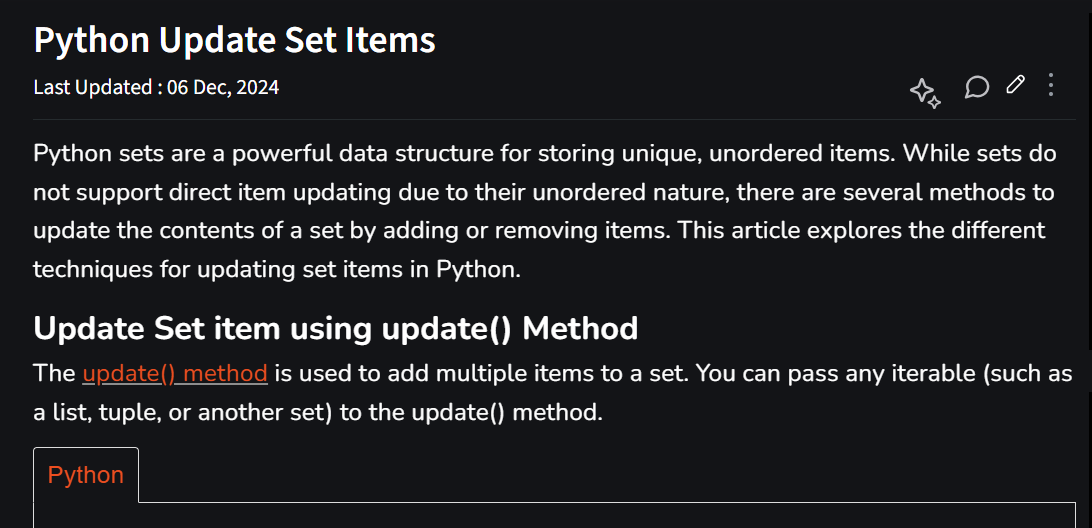 Python Update Set Items
Last Updated : 06 Dec, 2024
Python sets are a powerful data structure for storing unique, unordered items. While sets do
not support direct item updating due to their unordered nature, there are several methods to
update the contents of a set by adding or removing items. This article explores the different
techniques for updating set items in Python.
Update Set item using update() Method
The update() method is used to add multiple items to a set. You can pass any iterable (such as
a list, tuple, or another set) to the update() method.
Python